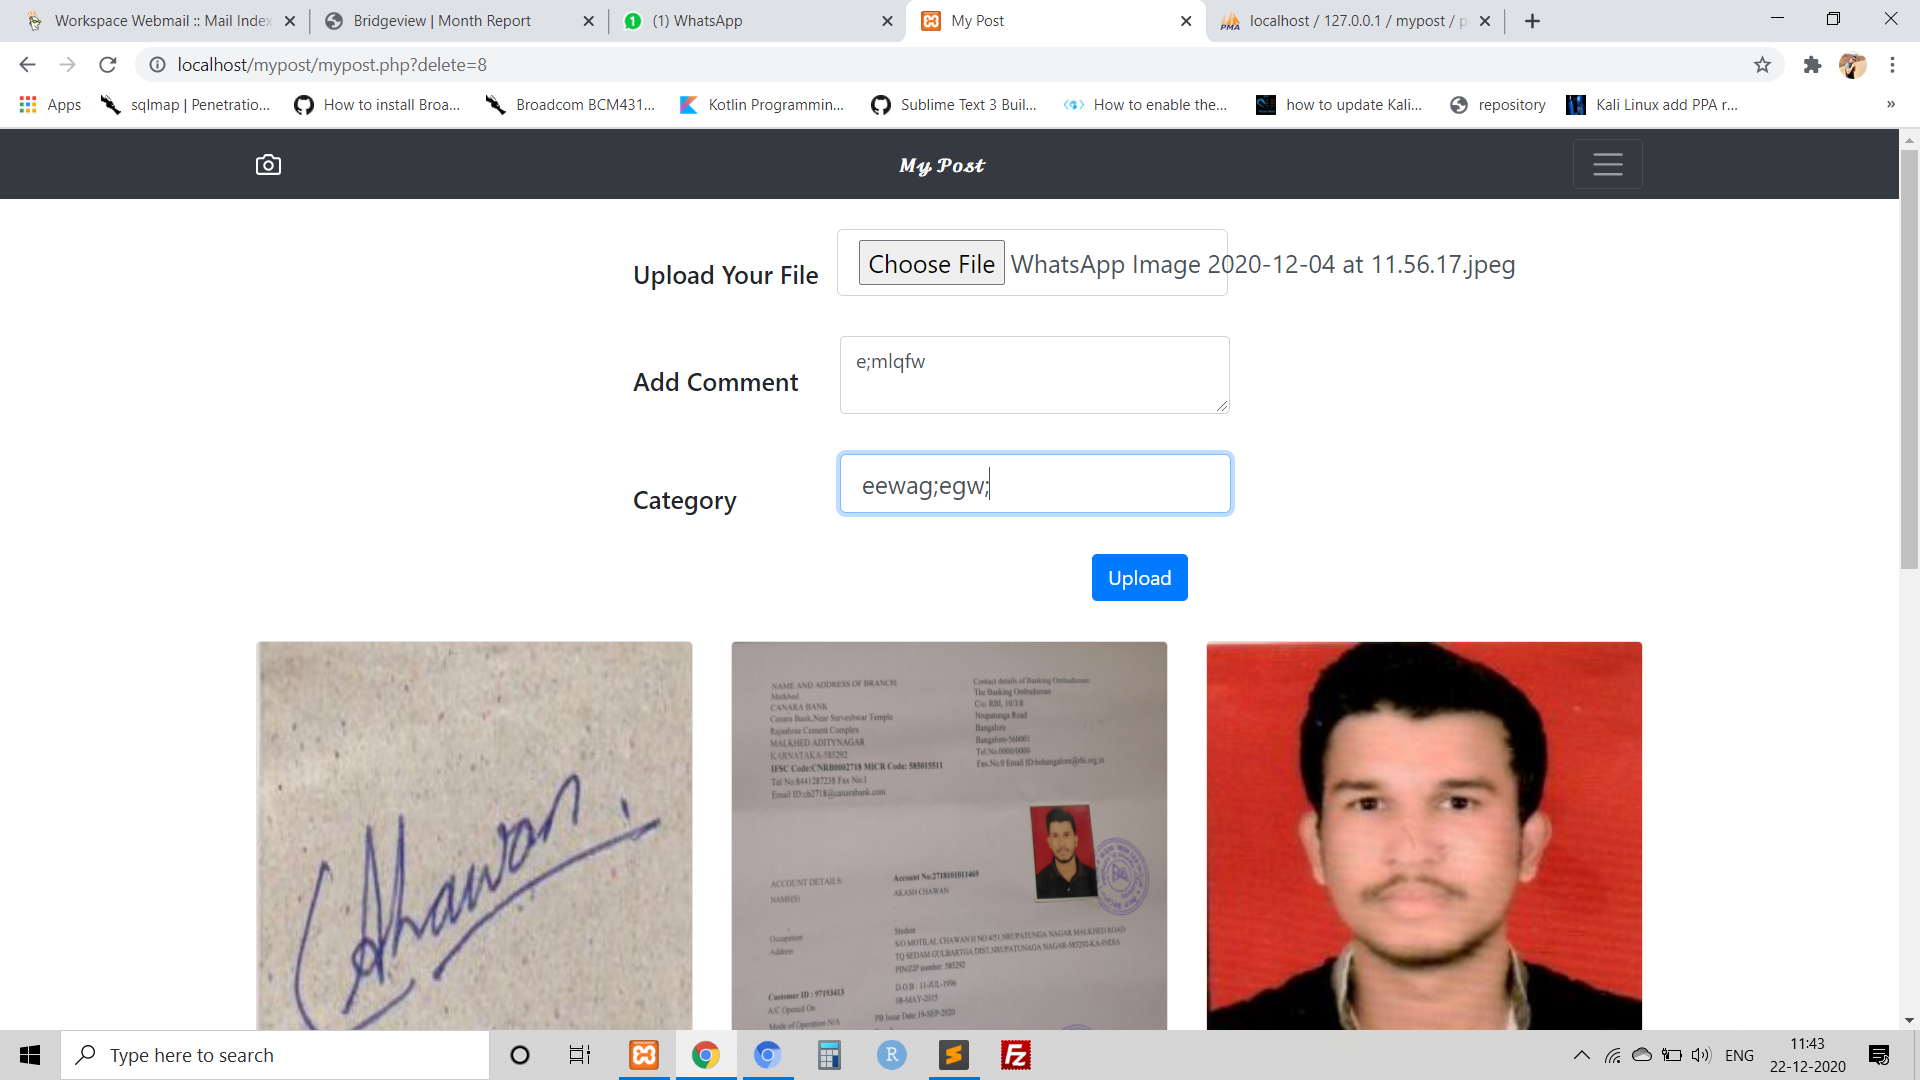 Workspace Webmail :: Mail Index
Bridgeview | Month Report
(1) WhatsApp
My Post
localhost / 127.0.0.1 / mypost / p
localhost/mypost/mypost.php?delete=8
Apps
sqlmap | Penetratio...
How to install Broa...
Broadcom BCM431...
Kotlin Programmin...
Sublime Text 3 Buil...
How to enable the...
how to update Kali...
repository
Kali Linux add PPA r...
My Post
Upload Your File
Choose File WhatsApp Image 2020-12-04 at 11.56.17.jpeg
Add Comment
e;mlqfw
Category
eewag;egw;
Upload
Chawan
NAME AND ADDRESS OF BRANCH:
Malkhed
CANARA BANK
Canara Bank,Near Sarveshwar Temple
Rajashree Cement Complex
MALKHED ADITYNAGAR
KARNATAKA-585292
IFSC Code:CNRB0002718 MICR Code: 585015511
Tel No:8441287238 Fax No:1
Email ID:cb2718@canarabank.com
Contact details of Banking Ombudsman:
The Banking Ombudsman
C/o. RBI, 10/3/8
Nrupatunga Road
Bangalore
Bangalore-560001
Tel.No.0000/0000
Fax.No.0 Email ID:bobangalore@rbi.org.in
ACCOUNT DETAILS:
Account No:2718101011469
NAME(S)
AKASH CHAWAN
Occupation
Student
Address
S/O MOTILAL CHAWAN H NO 4/51,NRUPATUNGA NAGAR MALKHED ROAD
TQ SEDAM GULBARTGA DIST,NRUPATUNAGA NAGAR-585292-KA-INDIA
PIN/ZIP number: 585292
Customer ID : 97193413
D.O.B : 11-JUL-1996
A/C Opened On
08-MAY-2015
Mode of Operation N/A
PB Issue Date:19-SEP-2020
Type here to search
ENG
11:43
22-12-2020